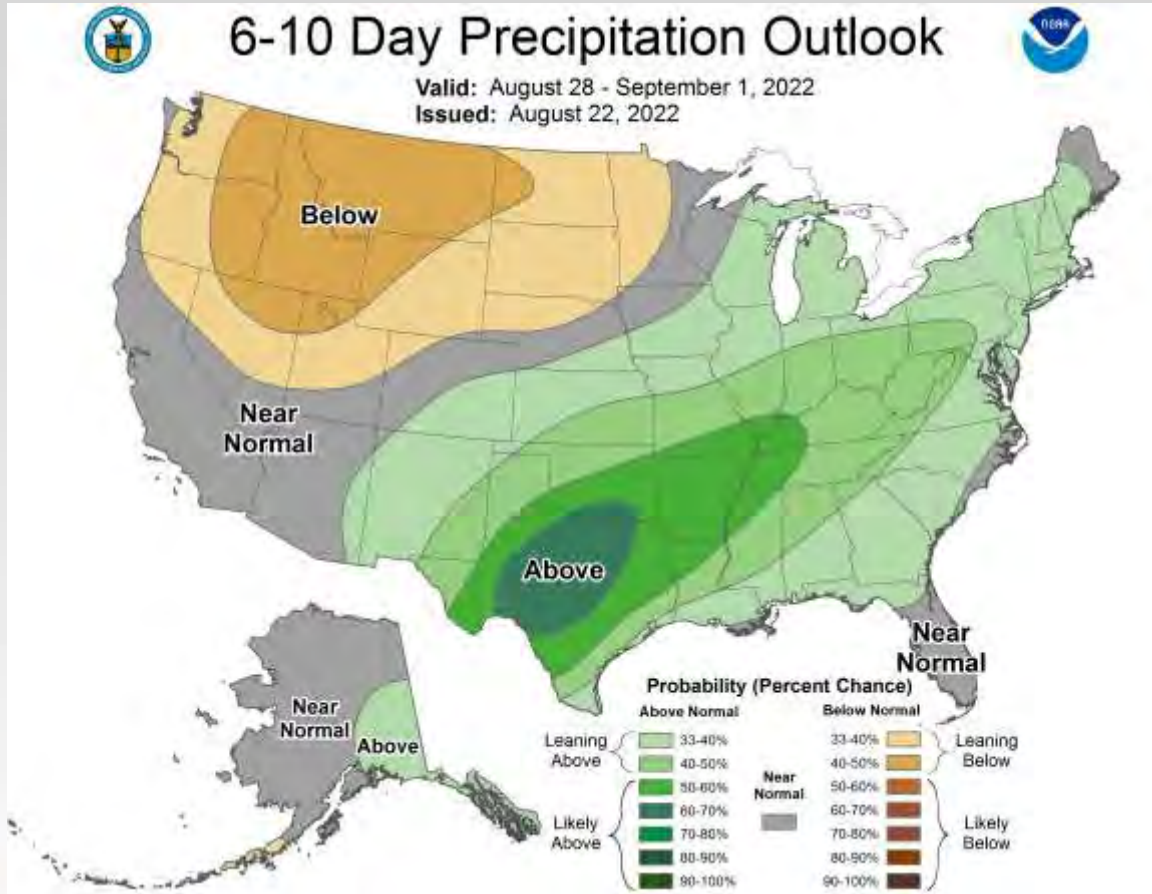 6-10 Day Precipitation Outlook
NOAA
Valid: August 28 - September 1, 2022
Issued: August 22, 2022
Below
Near
Normal
Above
Near
Normal
Near
Normal
Above
Probability (Percent Chance)
Above Normal
Below Normal
Leaning
Above
33-40%
40-50%
Likely
Above
50-60%
60-70%
70-80%
80-90%
90-100%
Near
Normal
33-40%
40-50%
Leaning
Below
50-60%
60-70%
70-80%
80-90%
90-100%
Likely
Below